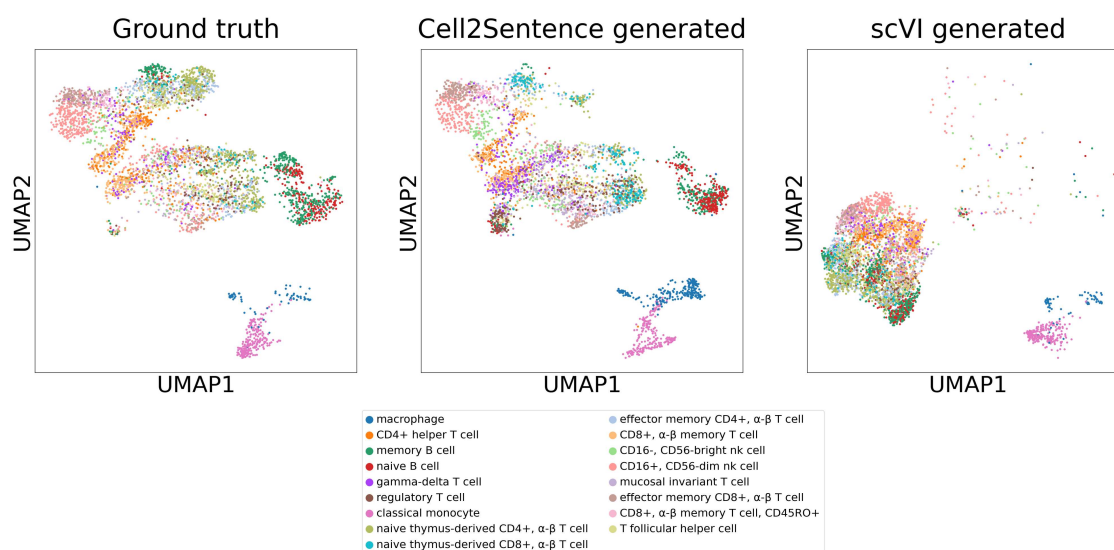 Ground truth
Cell2Sentence generated
scVI generated
UMAP2
UMAP2
UMAP2
UMAP1
UMAP1
UMAP1
macrophage
CD4+ helper T cell
memory B cell
naive B cell
gamma-delta T cell
regulatory T cell
classical monocyte
naive thymus-derived CD4+, α-β T cell
naive thymus-derived CD8+, α-β T cell
effector memory CD4+, α-β T cell
CD8+, α-β memory T cell
CD16-, CD56-bright nk cell
CD16+, CD56-dim nk cell
mucosal invariant T cell
effector memory CD8+, α-β T cell
CD8+, α-β memory T cell, CD45RO+
T follicular helper cell